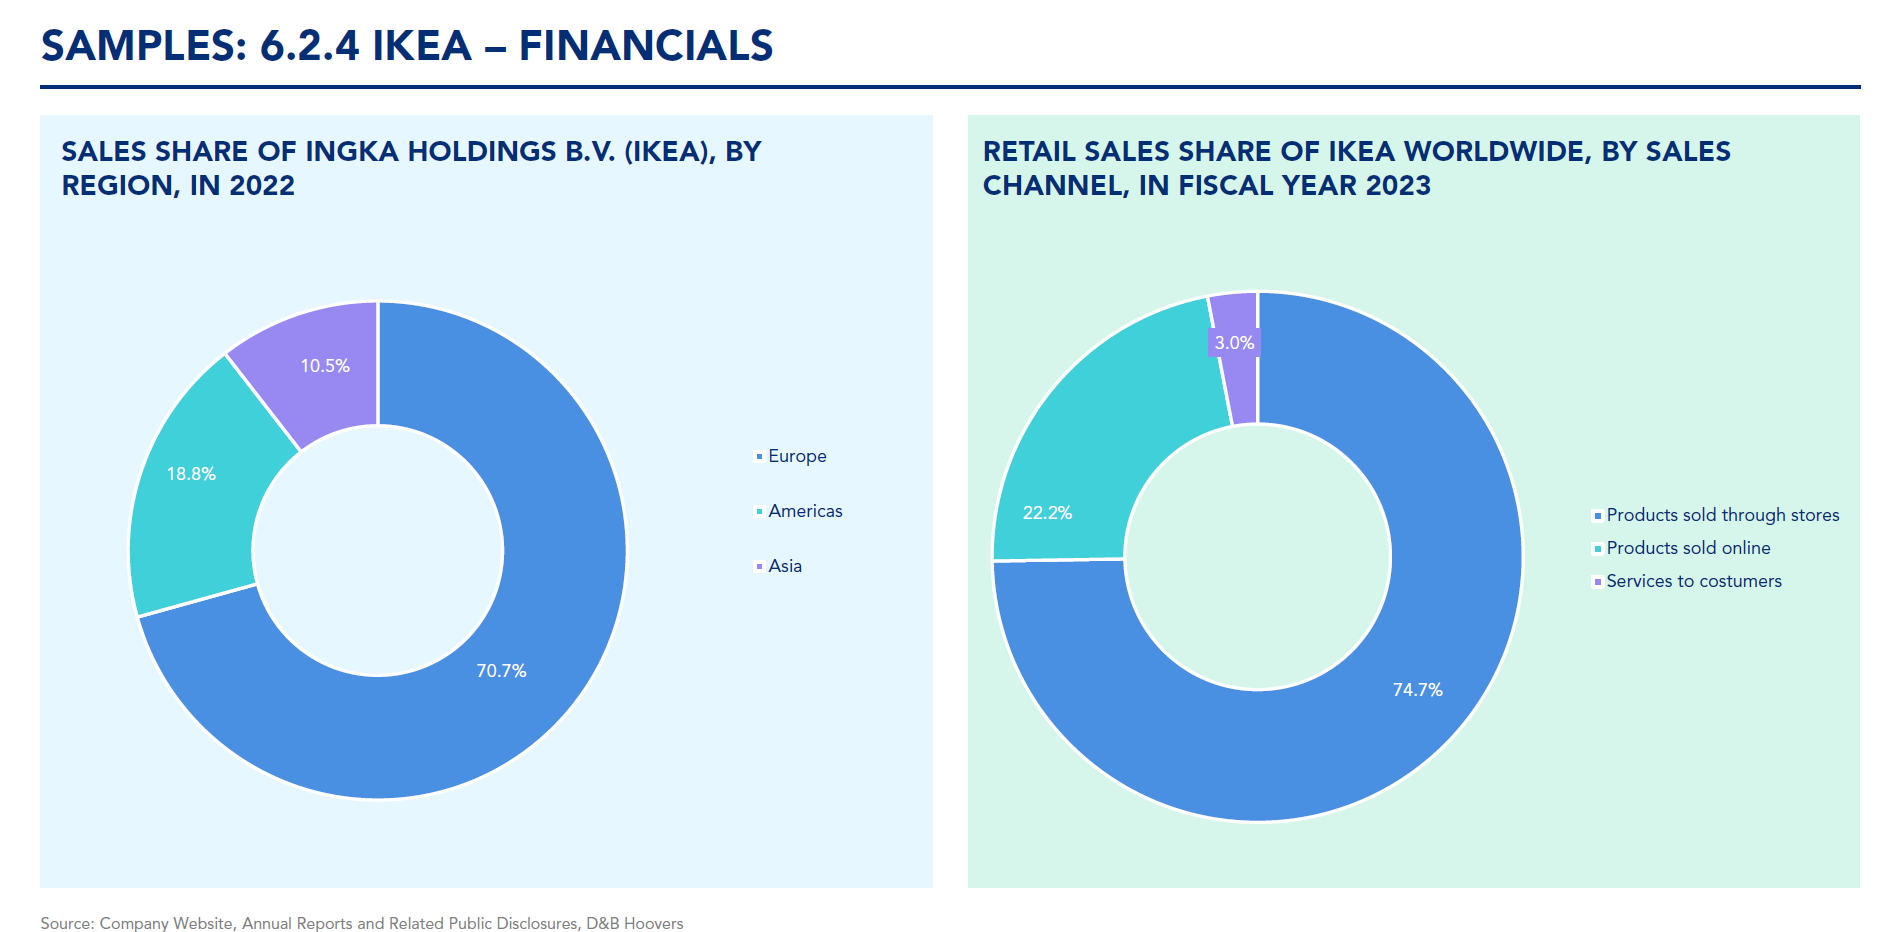 SAMPLES: 6.2.4 IKEA – FINANCIALS
SALES SHARE OF INGKA HOLDINGS B.V. (IKEA), BY
REGION, IN 2022
10.5%
18.8%
70.7%
Europe
Americas
Asia
RETAIL SALES SHARE OF IKEA WORLDWIDE, BY SALES
CHANNEL, IN FISCAL YEAR 2023
3.0%
22.2%
74.7%
Products sold through stores
Products sold online
Services to costumers
Source: Company Website, Annual Reports and Related Public Disclosures, D&B Hoovers